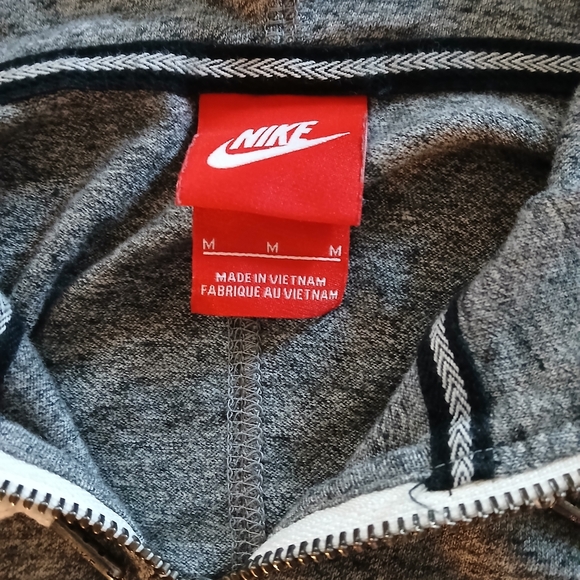 NIKE
M M M
MADE IN VIETNAM
FABRIQUE AU VIETNAM